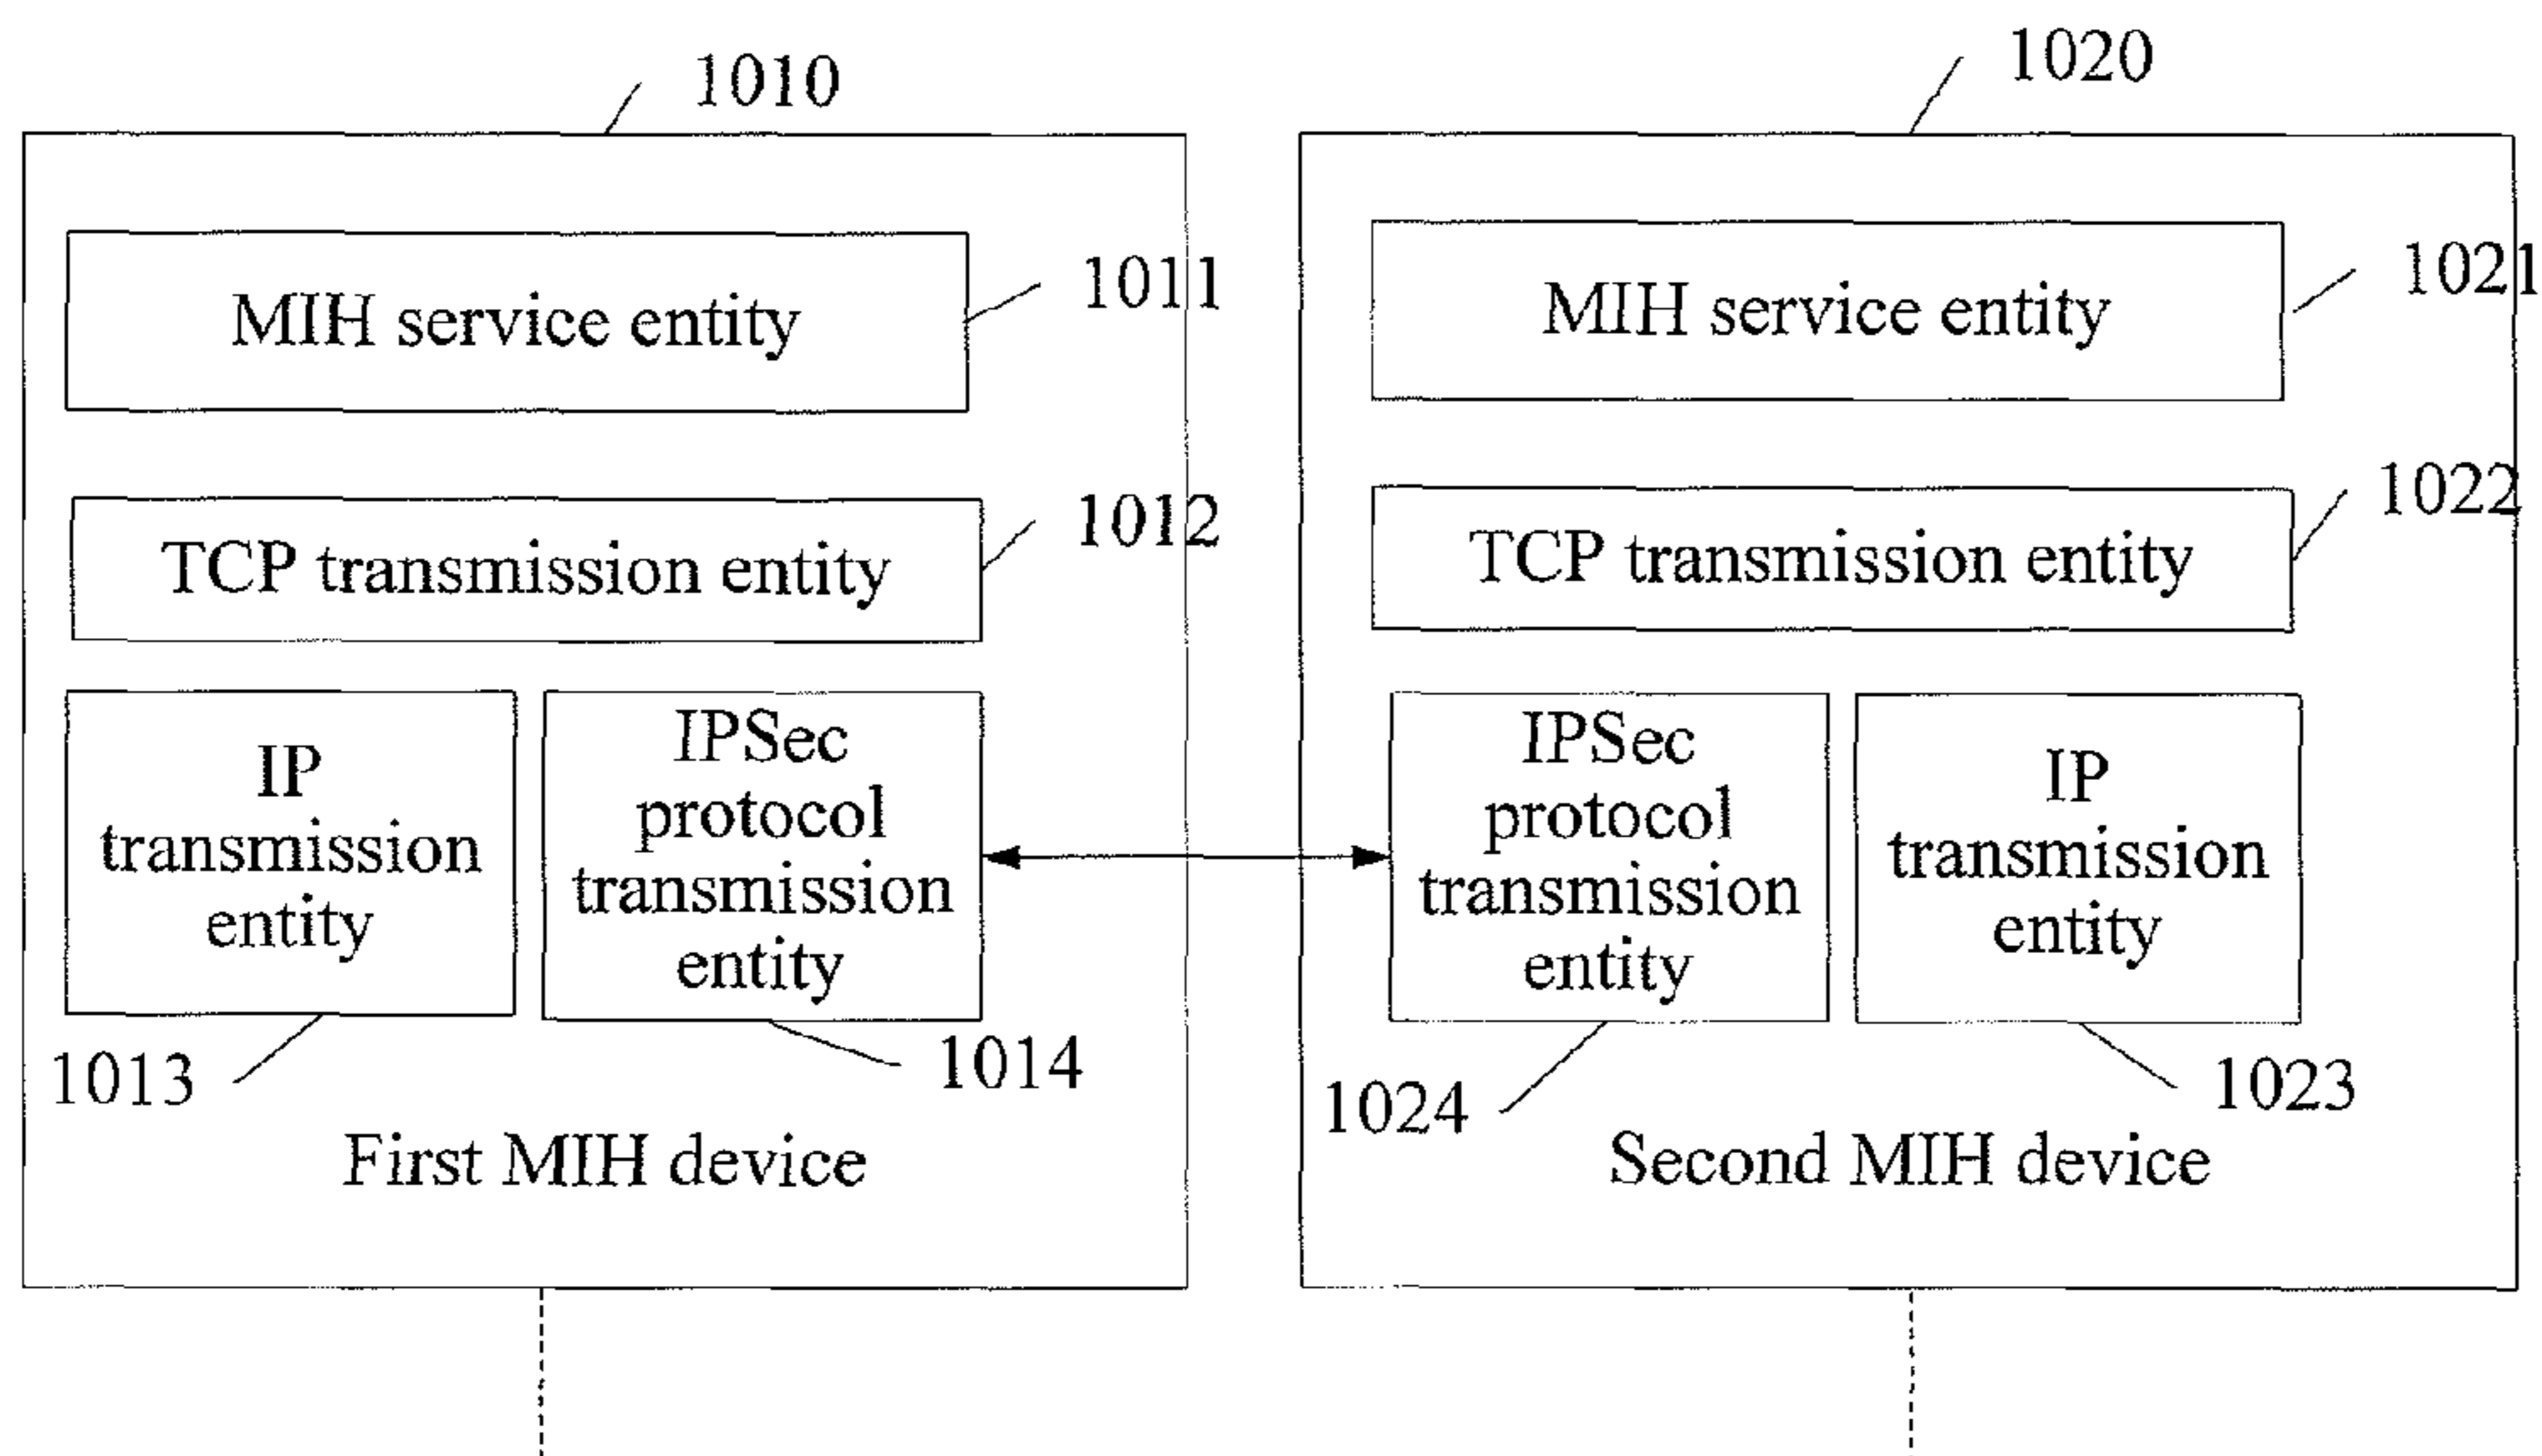 1010
1020
MIH service entity
1011
MIH service entity
1021
TCP transmission entity
1012
TCP transmission entity
1022
IP
transmission
entity
IPSec
protocol
transmission
entity
IPSec
protocol
transmission
entity
IP
transmission
entity
1013
1014
1024
1023
First MIH device
Second MIH device